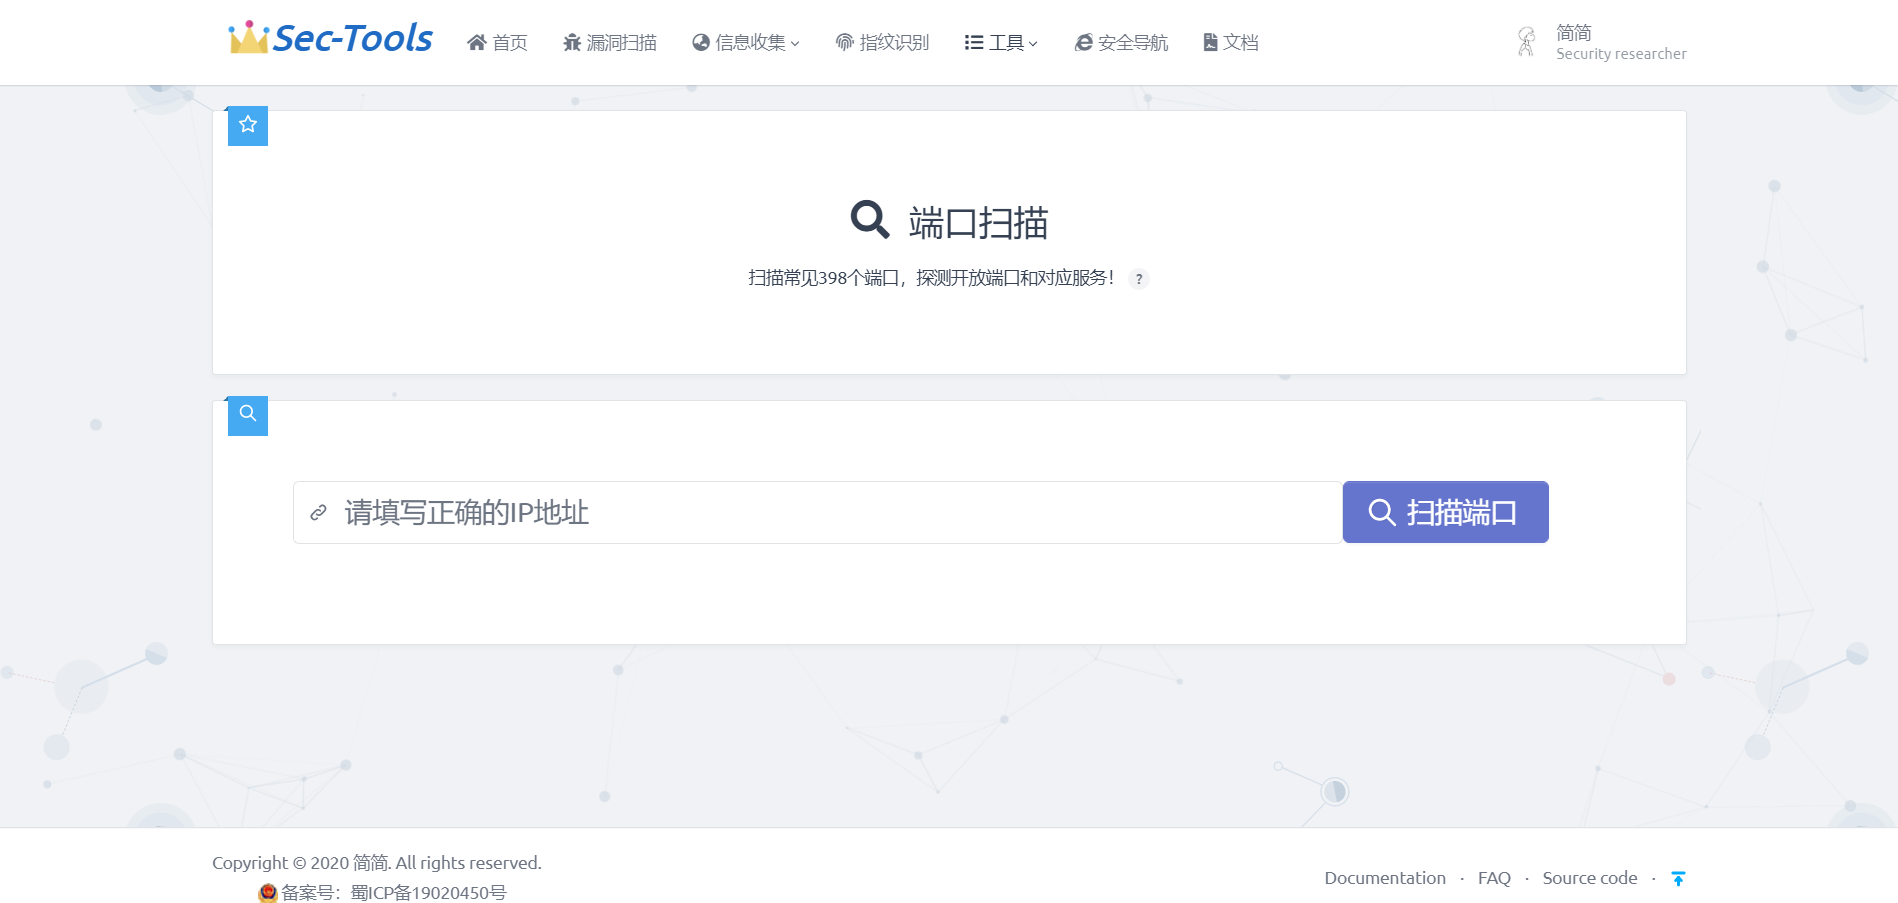 Sec-Tools 首页 漏洞扫描 信息收集 指纹识别 工具 安全导航 文档
简简
Security researcher
端口扫描
扫描常见398个端口，探测开放端口和对应服务！ ?
请填写正确的IP地址 扫描端口
Copyright © 2020 简简. All rights reserved.
备案号：蜀ICP备19020450号
Documentation · FAQ · Source code ·